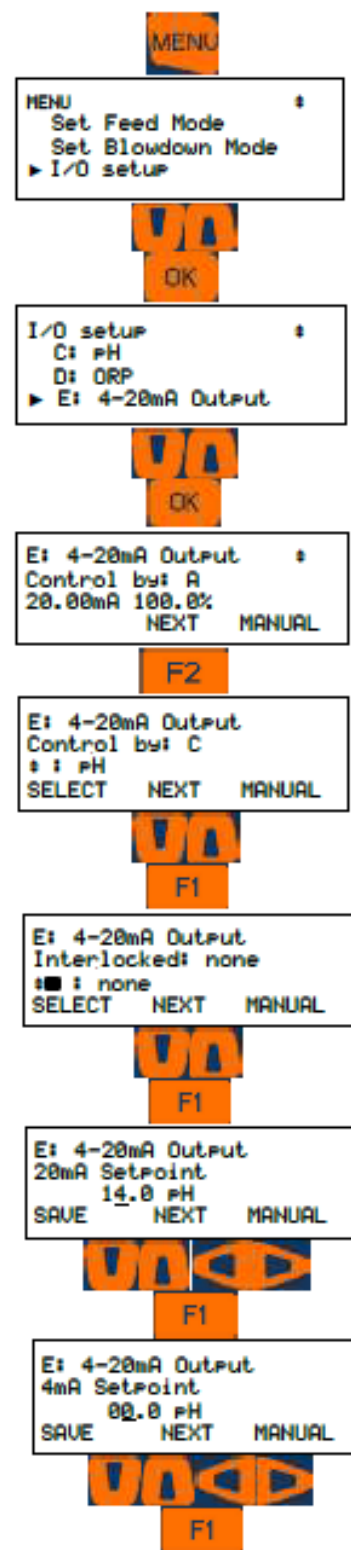 MENU
MENU ♦
Set Feed Mode
Set Blowdown Mode
► I/O setup
OK
I/O setup ♦
C: pH
D: ORP
► E: 4-20mA Output
OK
E: 4-20mA Output ♦
Control by: A
20.00mA 100.0%
NEXT MANUAL
F2
E: 4-20mA Output
Control by: C
♦ : pH
SELECT NEXT MANUAL
F1
E: 4-20mA Output
Interlocked: none
♦■ : none
SELECT NEXT MANUAL
F1
E: 4-20mA Output
20mA Setpoint
14.0 pH
SAVE NEXT MANUAL
F1
E: 4-20mA Output
4mA Setpoint
00.0 pH
SAVE NEXT MANUAL
F1